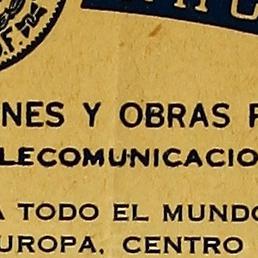 NES Y OBRAS
LECOMUNICACIO
A TODO EL MUNDO
UROPA, CENTRO